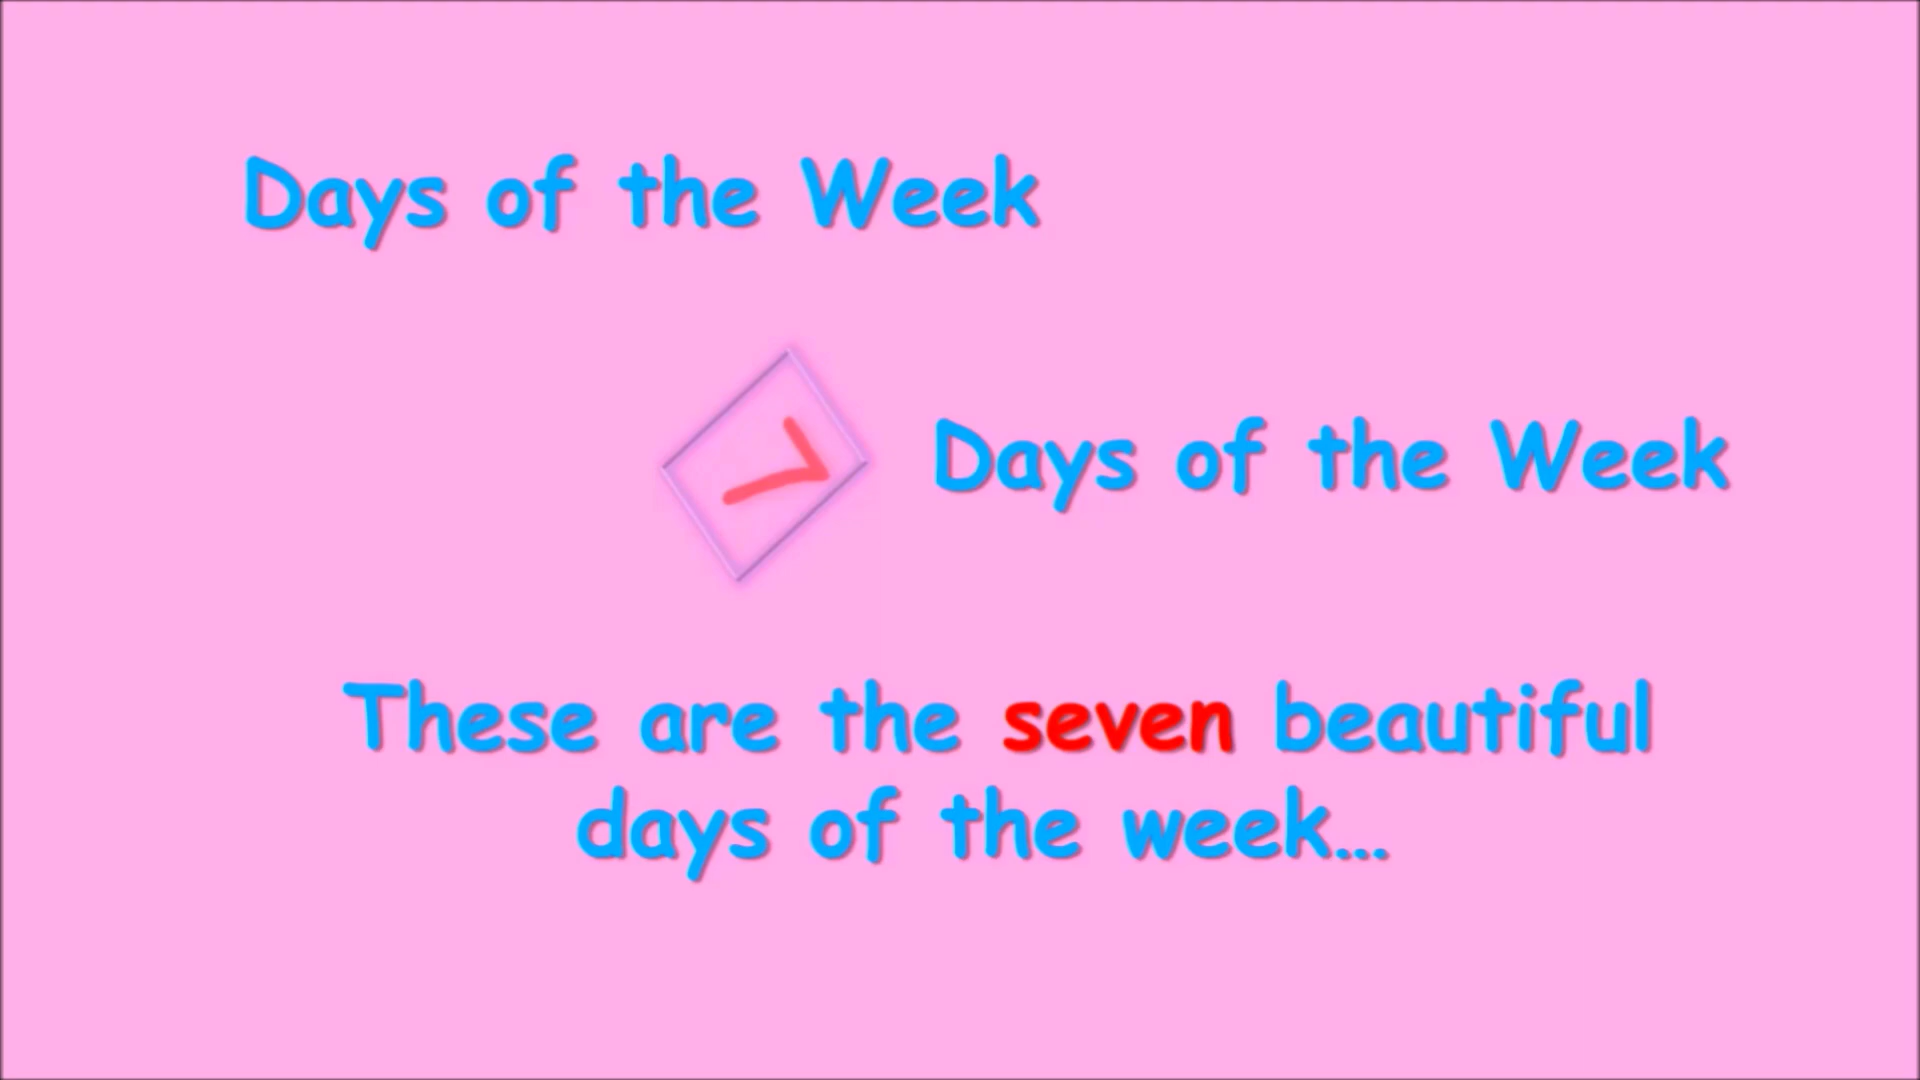 Days of the Week
7 Days of the Week
These are the seven beautiful
days of the week...